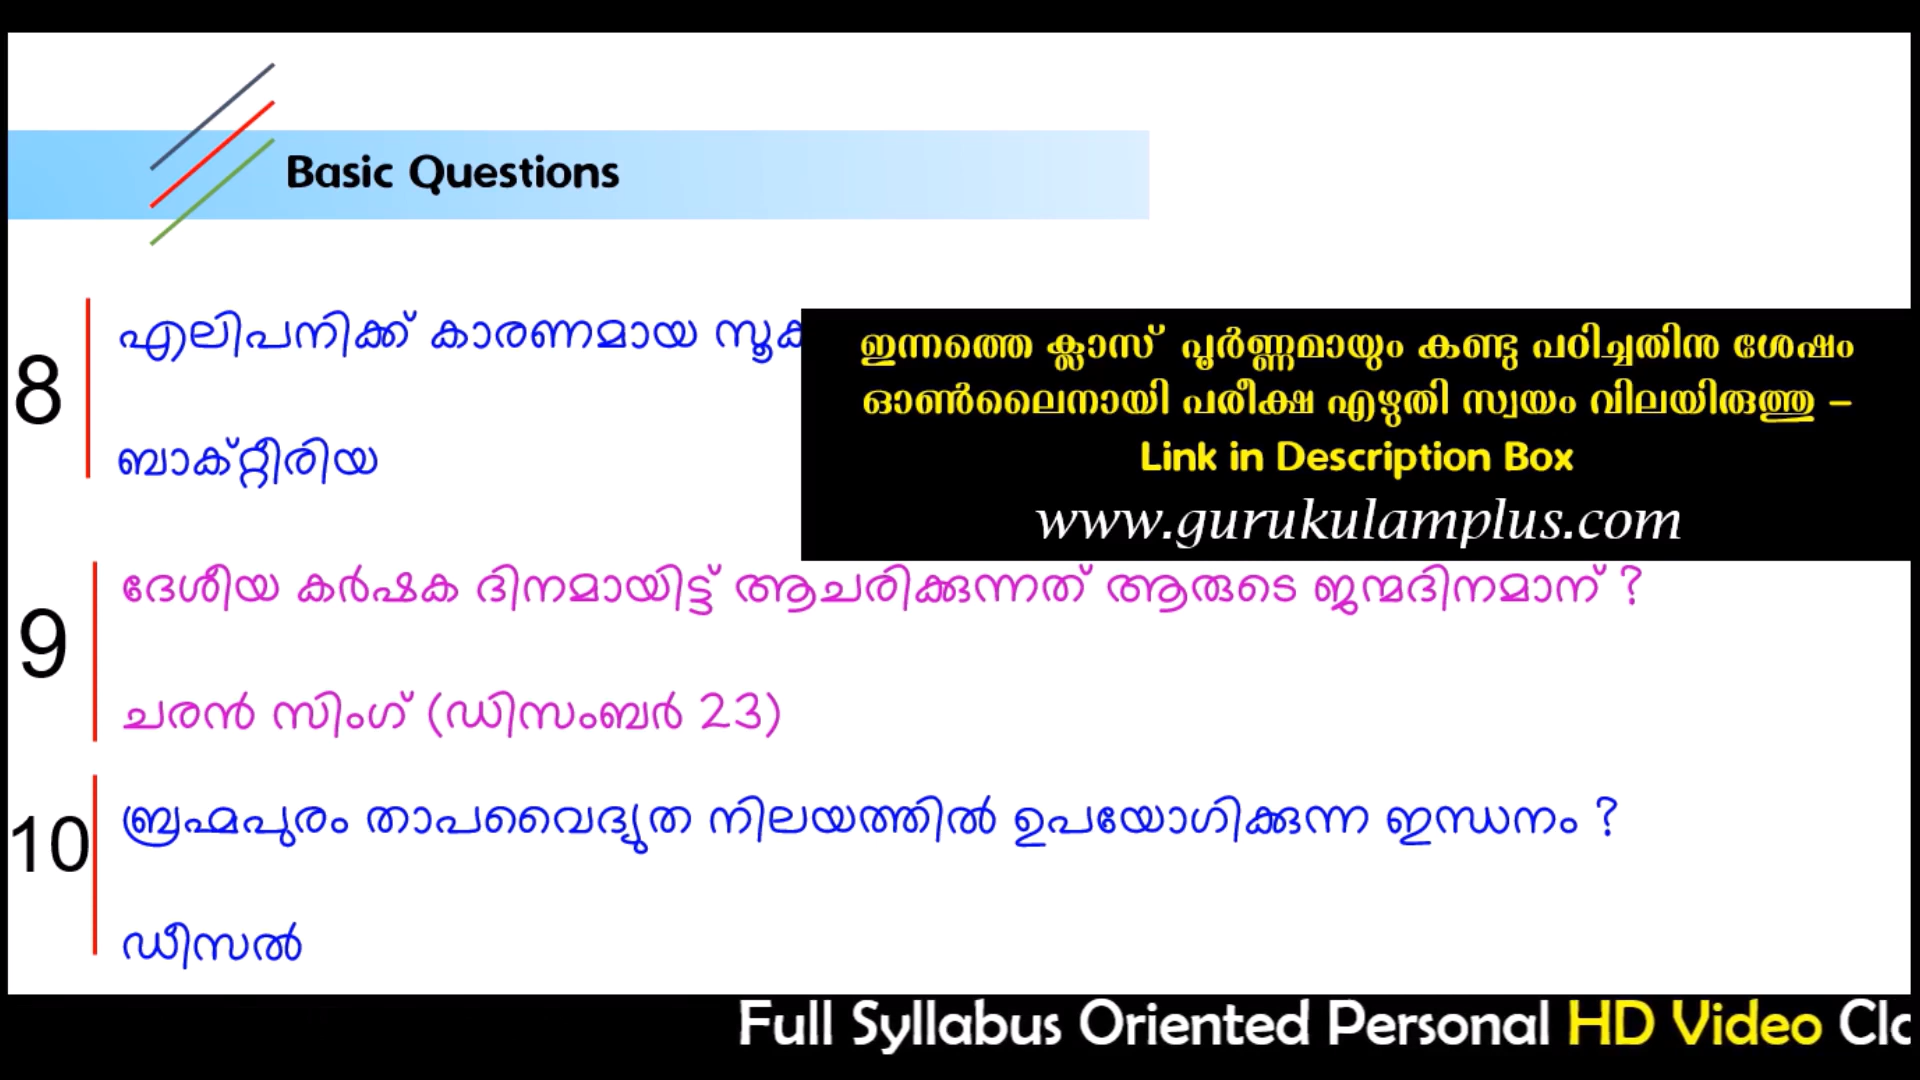 Basic Questions
8
എലിപനിക്ക് കാരണമായ
ഇന്നത്തെ ക്ലാസ് പൂർണ്ണമായും കണ്ടു പഠിച്ചതിനു ശേഷം
ഓൺലൈനായി പരീക്ഷ എഴുതി സ്വയം വിലയിരുത്തു –
Link in Description Box
www.gurukulamplus.com
ബാക്റ്റീരിയ
9
ദേശീയ കർഷക ദിനമായിട്ട് ആചരിക്കുന്നത് ആരുടെ ജന്മദിനമാന് ?
ചരൻ സിംഗ് (ഡിസംബർ 23)
10
ബ്രഹ്മപുരം താപവൈദ്യുത നിലയത്തിൽ ഉപയോഗിക്കുന്ന ഇന്ധനം ?
ഡീസൽ
Full Syllabus Oriented Personal HD Video